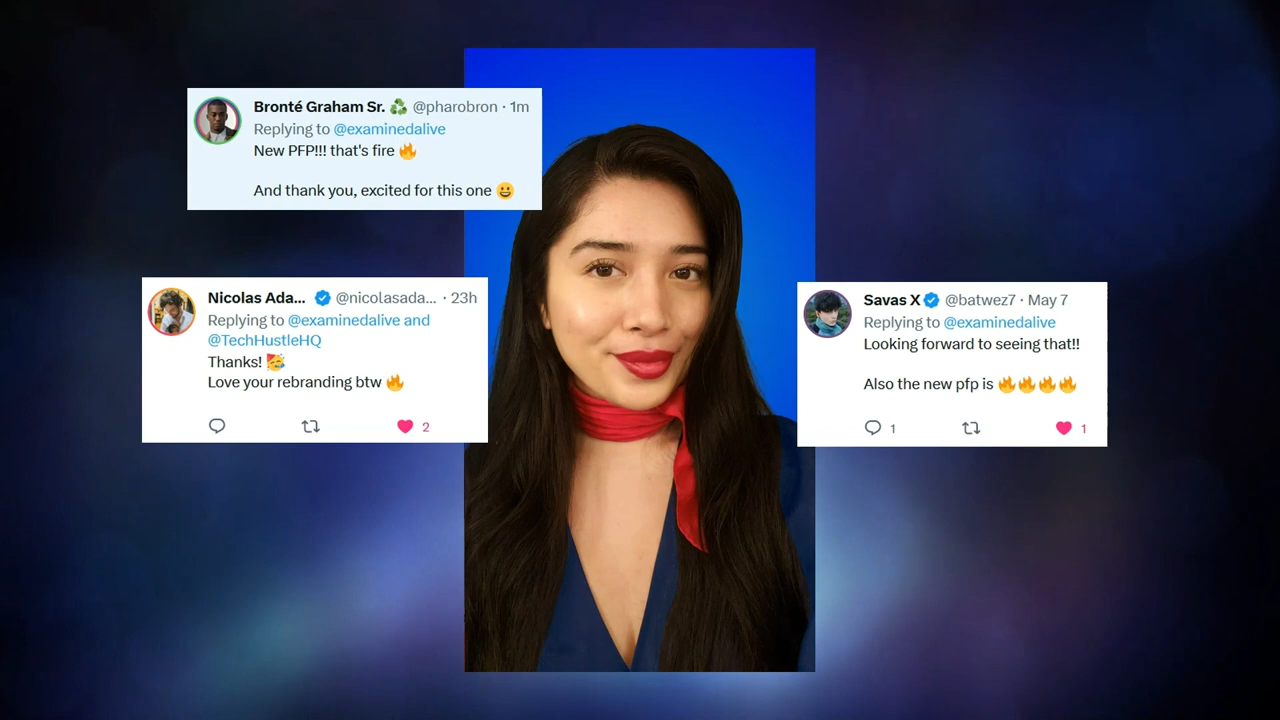 Bronté Graham Sr. ♻️ @pharobron · 1m
Replying to @examinedalive
New PFP!!! that's fire 🔥
And thank you, excited for this one 😀
Nicolas Ada... @nicolasada... · 23h
Replying to @examinedalive and
@TechHustleHQ
Thanks! 🥳
Love your rebranding btw 🔥
2
Savas X @batwez7 · May 7
Replying to @examinedalive
Looking forward to seeing that!!
Also the new pfp is 🔥🔥🔥🔥
1 1